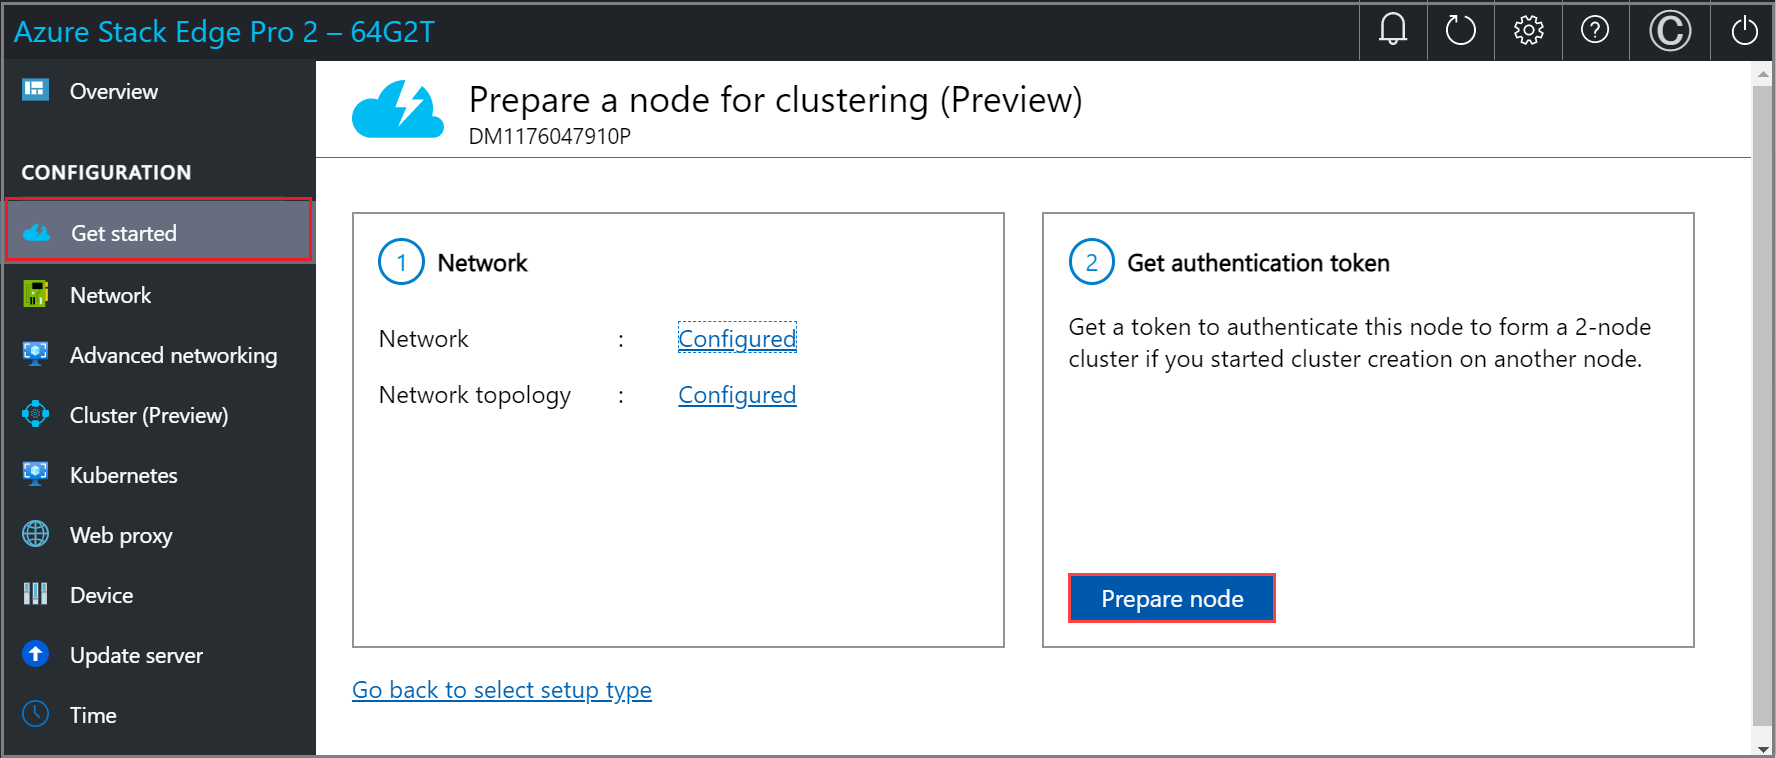 Azure Stack Edge Pro 2 – 64G2T
Overview
CONFIGURATION
Get started
Network
Advanced networking
Cluster (Preview)
Kubernetes
Web proxy
Device
Update server
Time
Prepare a node for clustering (Preview)
DM1176047910P
1 Network
Network : Configured
Network topology : Configured
2 Get authentication token
Get a token to authenticate this node to form a 2-node
cluster if you started cluster creation on another node.
Prepare node
Go back to select setup type